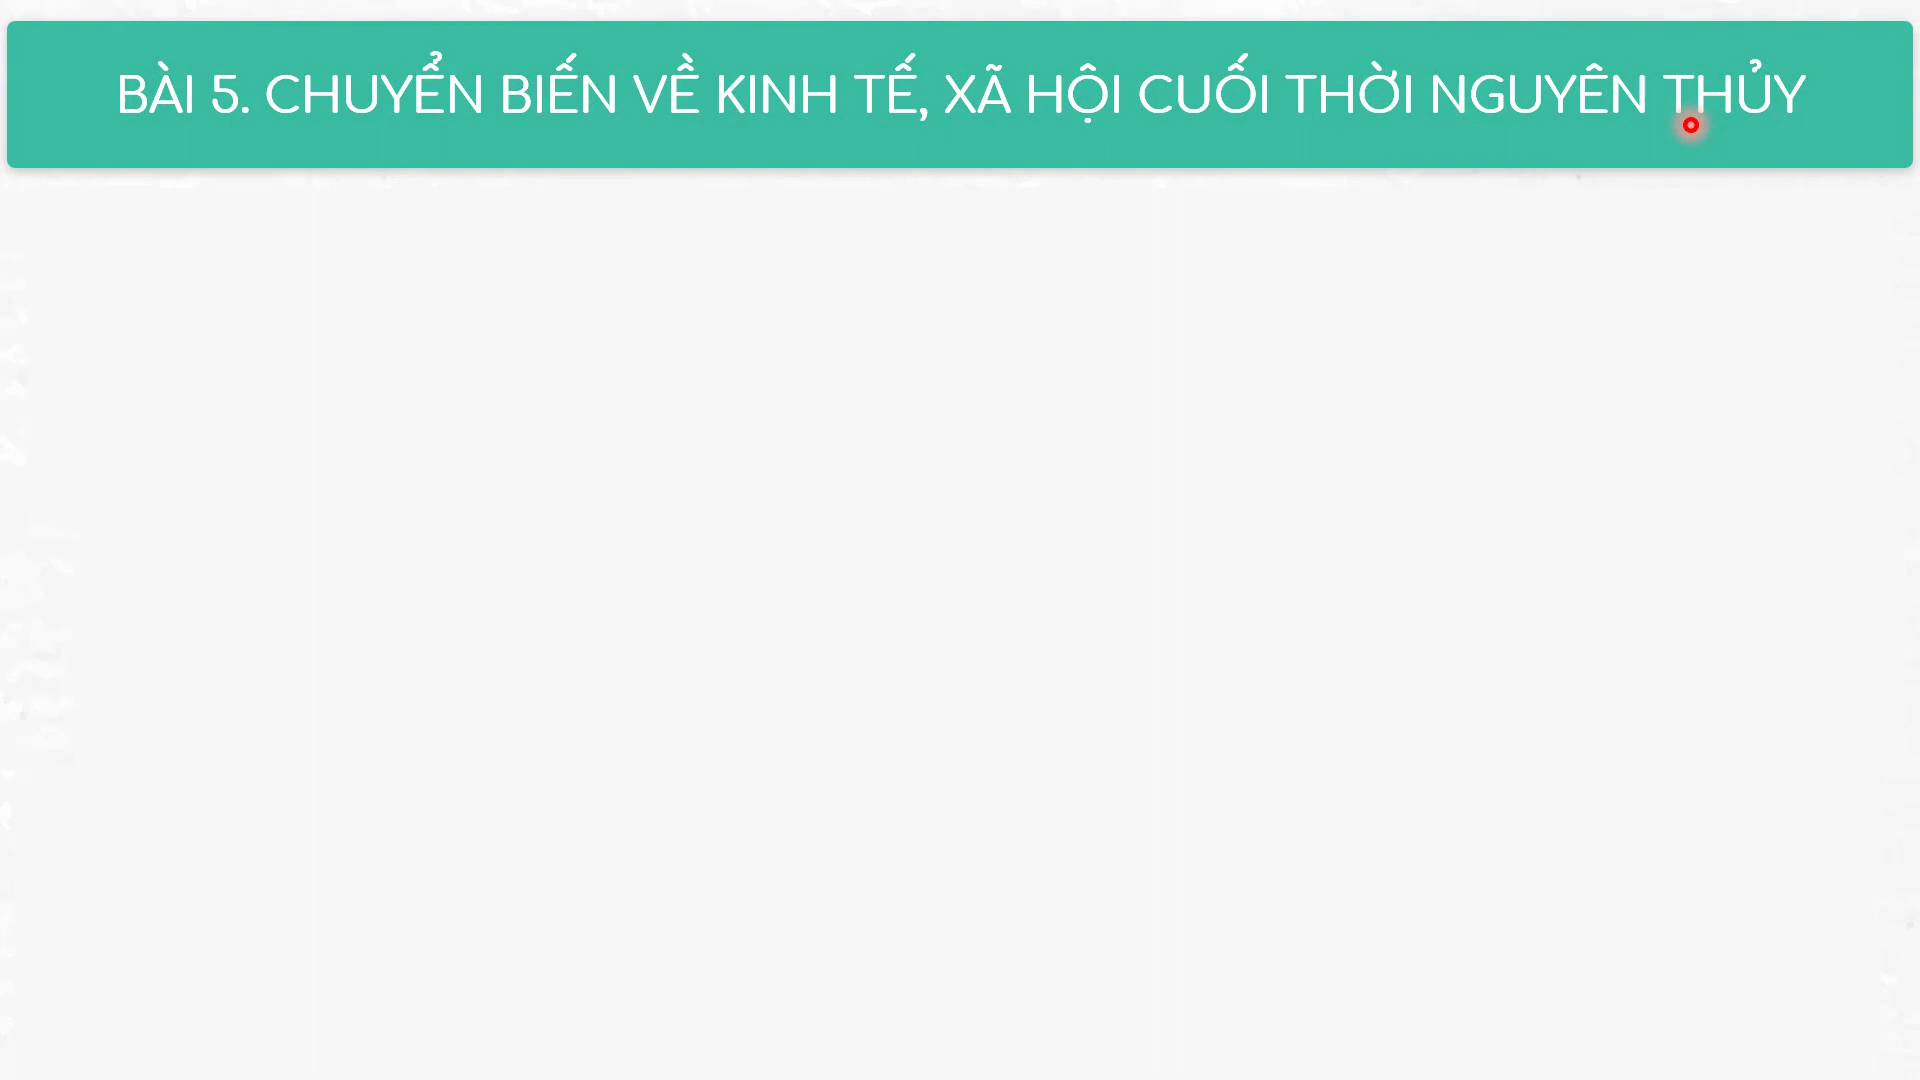 BÀI 5. CHUYỂN BIẾN VỀ KINH TẾ, XÃ HỘI CUỐI THỜI NGUYÊN THỦY